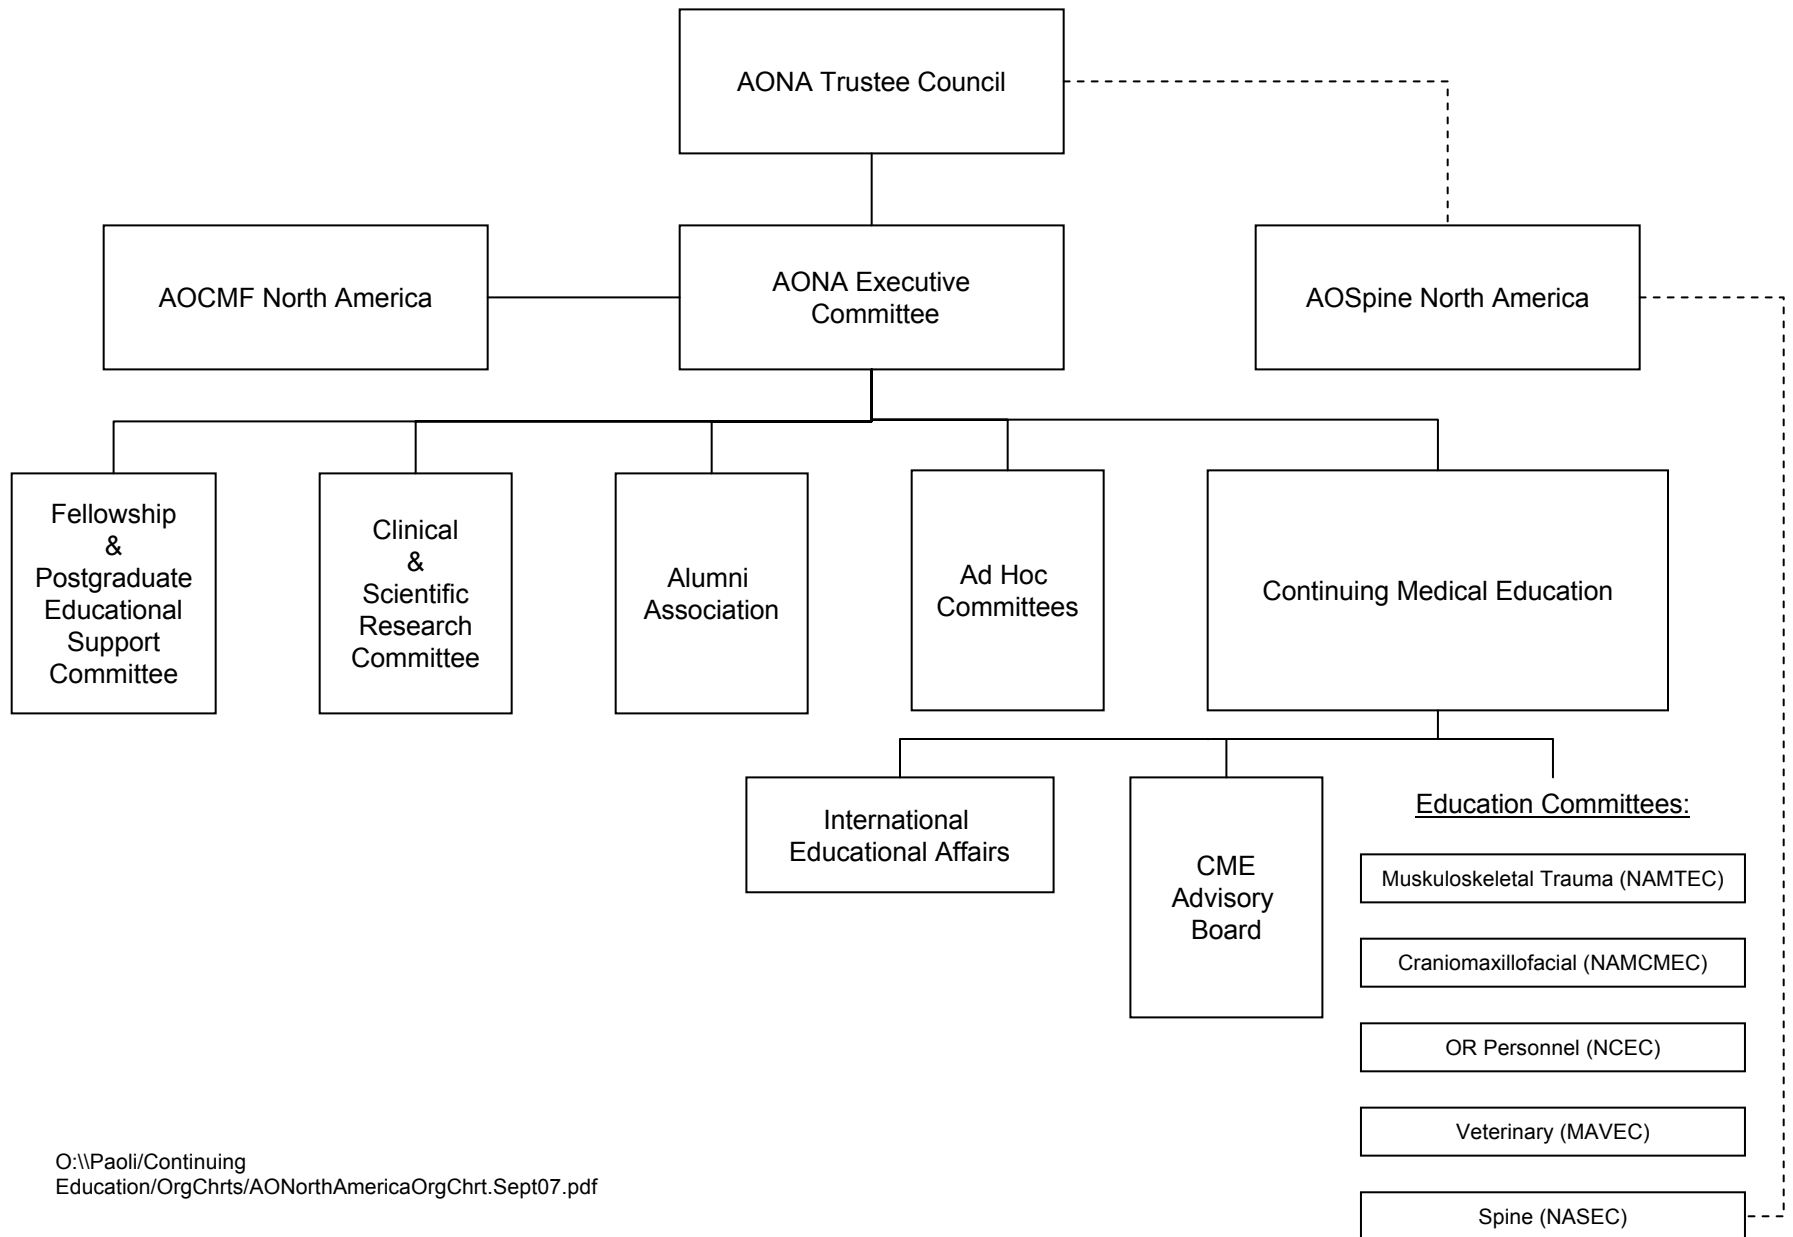 AONA Trustee Council
AOCMF North America
AONA Executive
Committee
AOSpine North America
Fellowship
&
Postgraduate
Educational
Support
Committee
Clinical
&
Scientific
Research
Committee
Alumni
Association
Ad Hoc
Committees
Continuing Medical Education
International
Educational Affairs
CME
Advisory
Board
Education Committees:
Muskuloskeletal Trauma (NAMTEC)
Craniomaxillofacial (NAMCMEC)
OR Personnel (NCEC)
Veterinary (MAVEC)
Spine (NASEC)
O:\\Paoli/Continuing
Education/OrgChrts/AONorthAmericaOrgChrt.Sept07.pdf